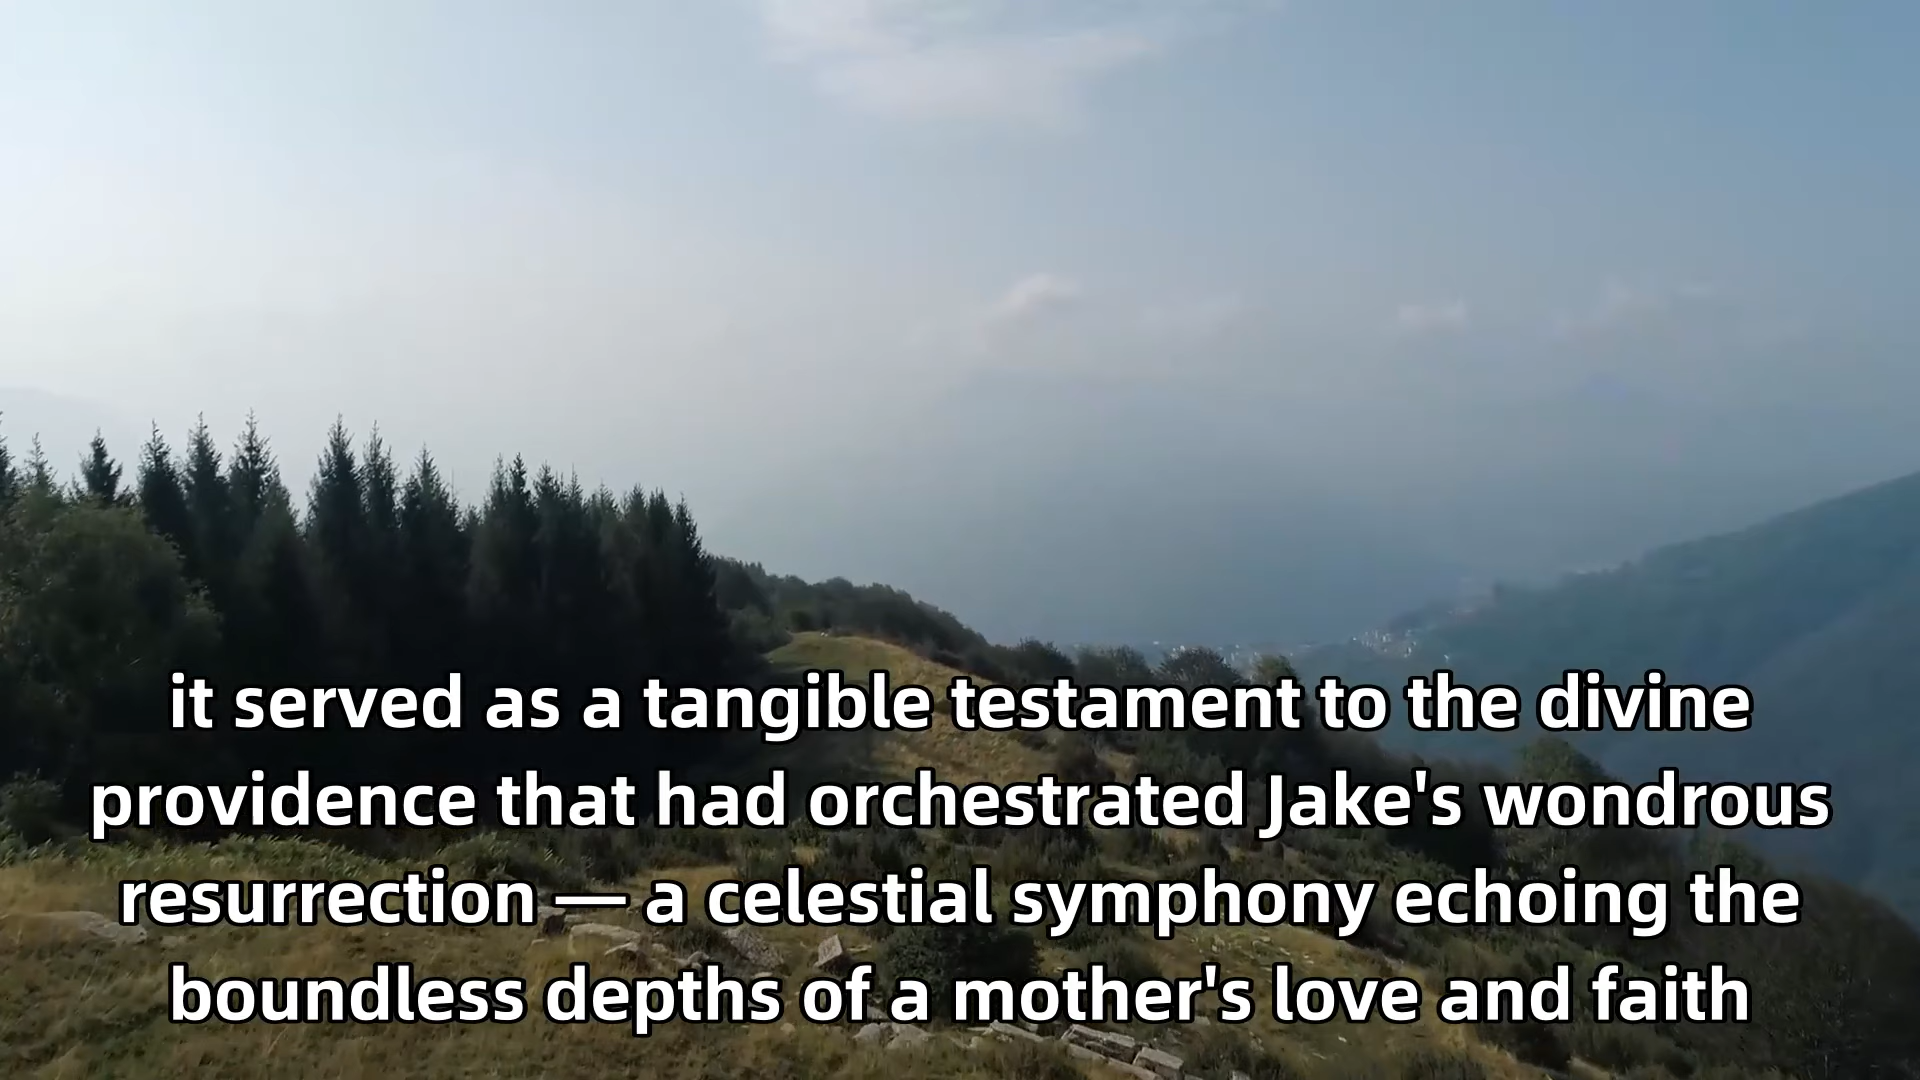 it served as a tangible testament to the divine
providence that had orchestrated Jake's wondrous
resurrection — a celestial symphony echoing the
boundless depths of a mother's love and faith